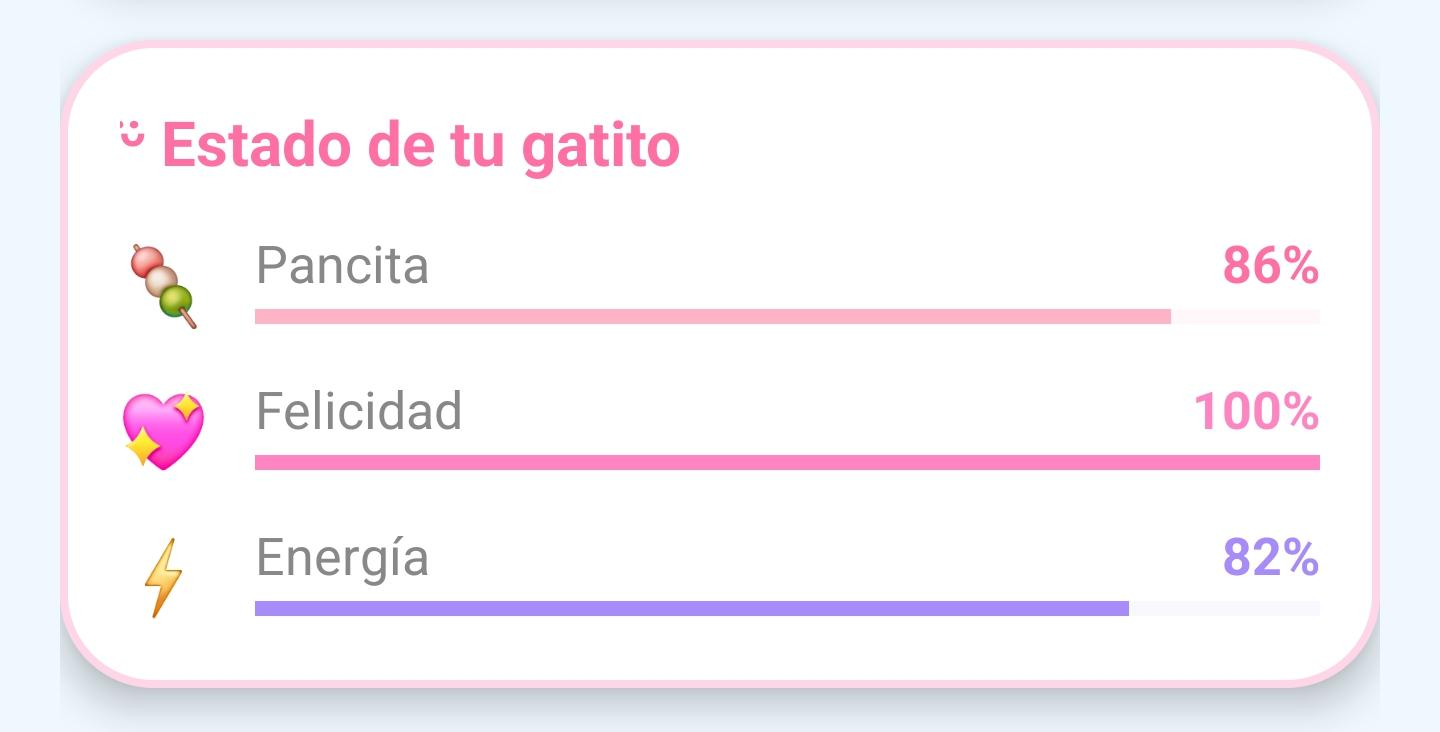 Estado de tu gatito
Pancita 86%
Felicidad 100%
Energía 82%